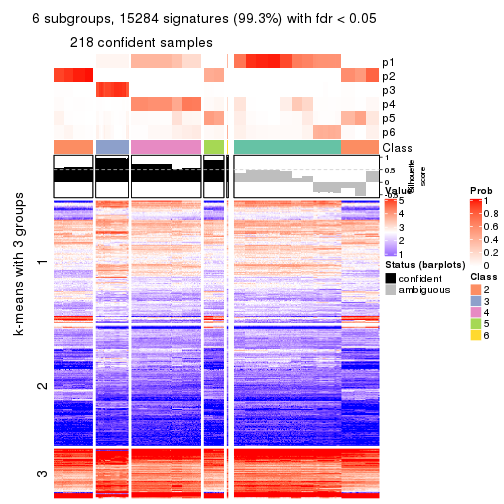 6 subgroups, 15284 signatures (99.3%) with fdr < 0.05
218 confident samples
p1
p2
p3
p4
p5
p6
Class
1
0.5
0
-0.5
Silhouette
score
k-means with 3 groups
1
2
3
Value
5
4
3
2
1
Status (barplots)
confident
ambiguous
Prob
1
0.8
0.6
0.4
0.2
0
Class
2
3
4
5
6